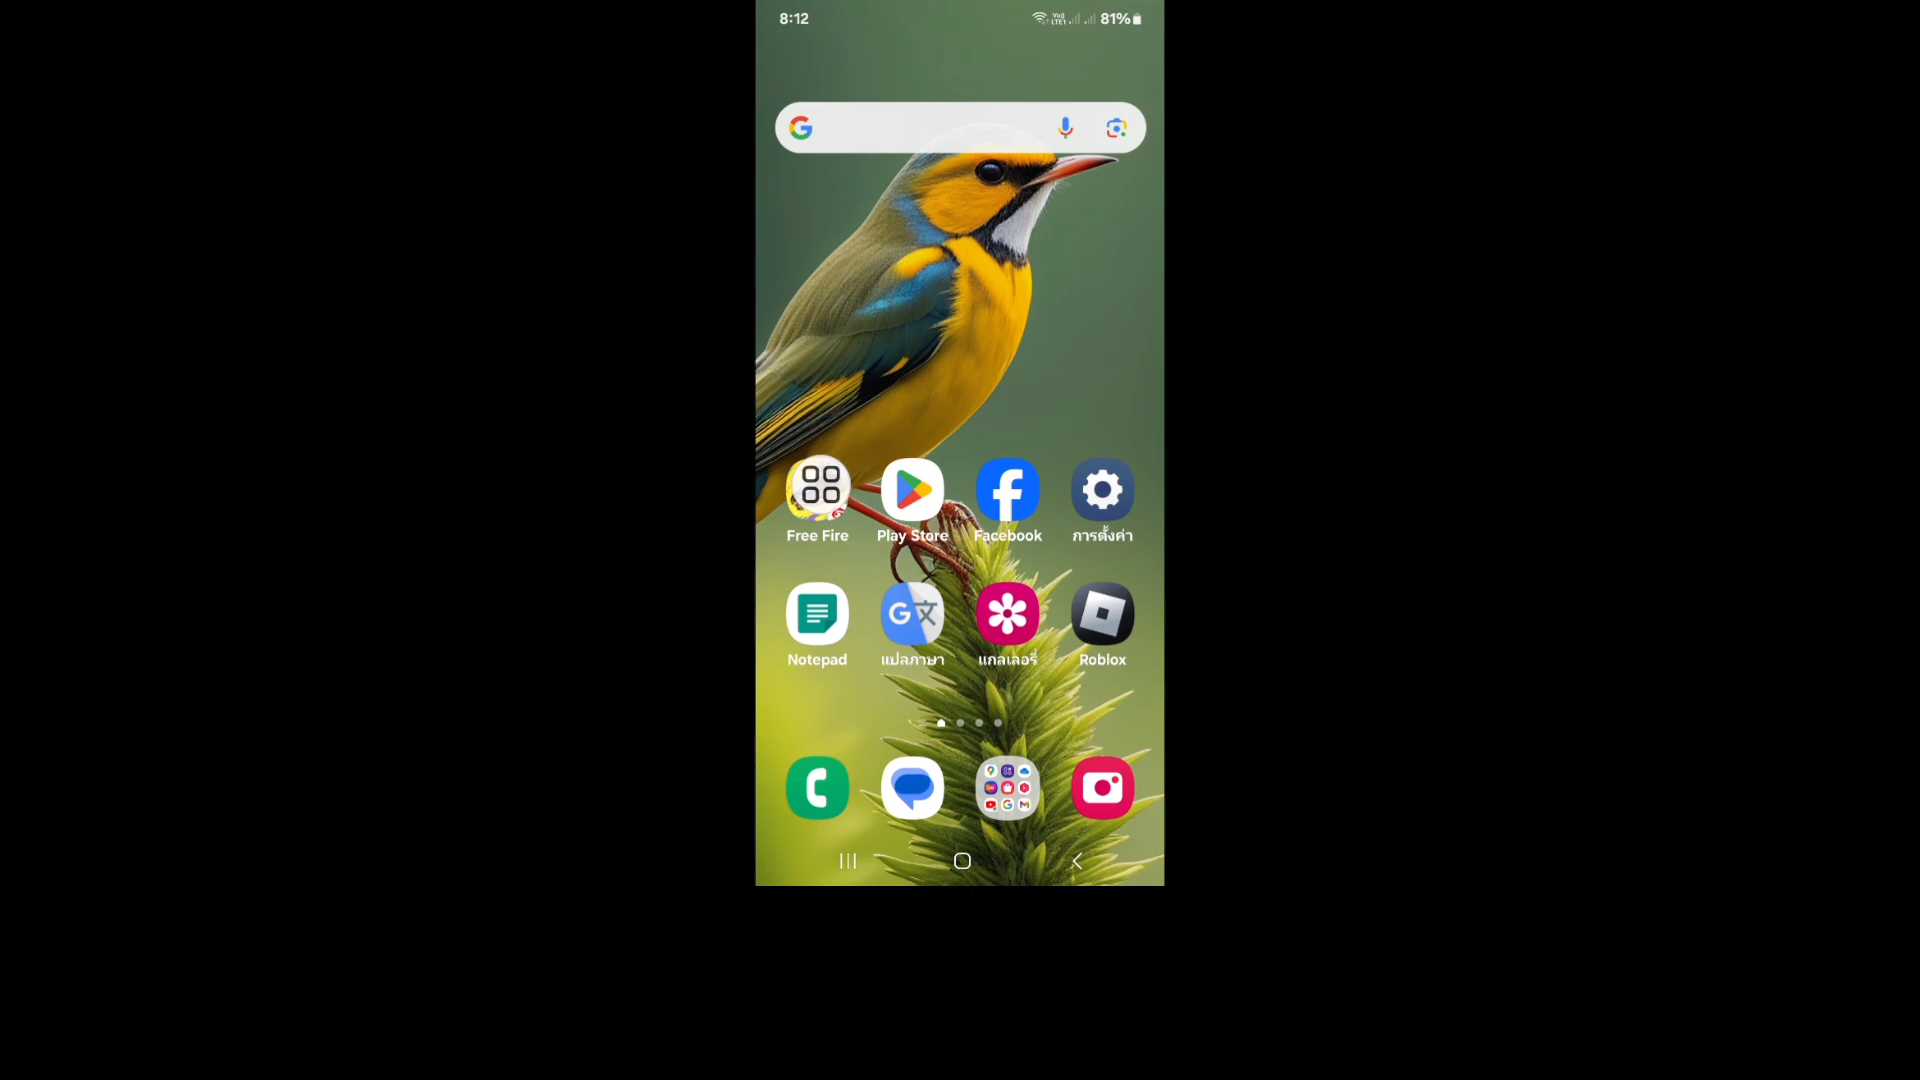 8:12
81%
Free Fire
Play Store
Facebook
การตั้งค่า
Notepad
แปลภาษา
แกลเลอรี่
Roblox